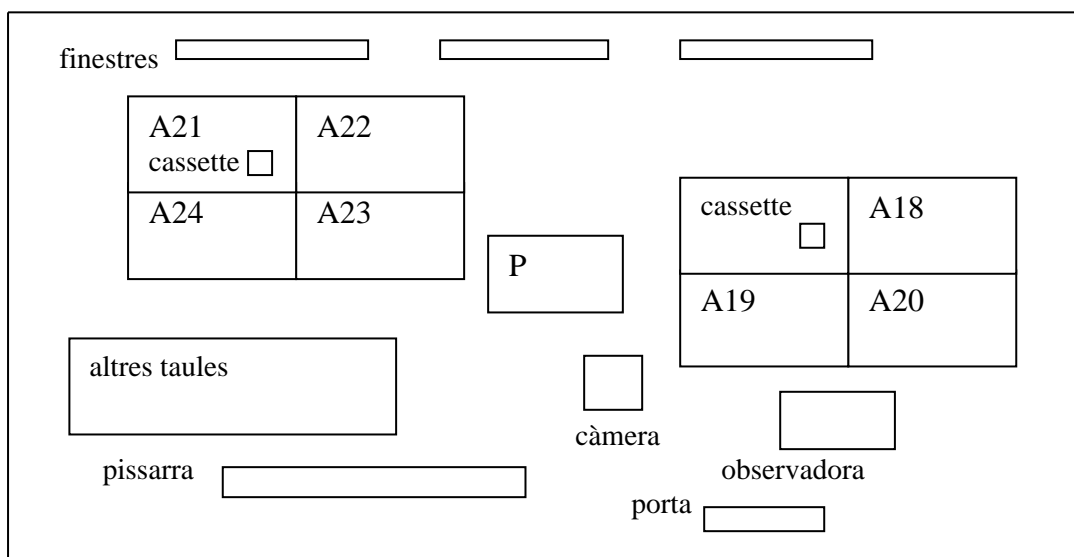 finestres
A21
A22
cassette
A24
A23
cassette
A18
P
A19
A20
altres taules
càmera
pissarra
observadora
porta